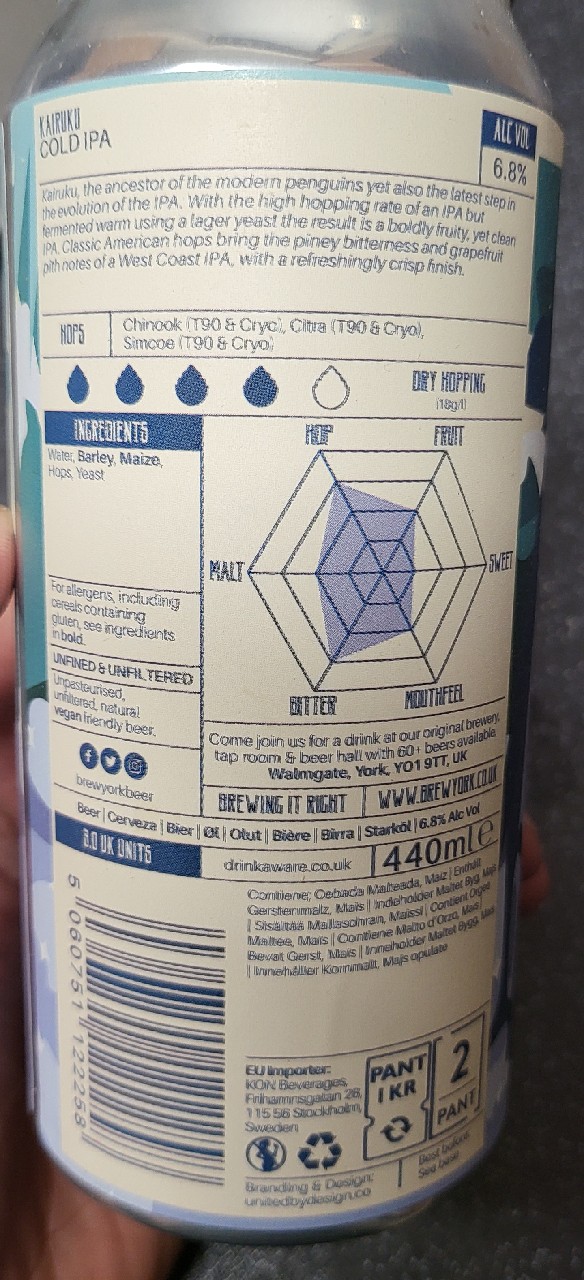 KAIRUKU
COLD IPA
ALC VOL
6.8%
Kairuku, the ancestor of the modern penguins yet also the latest step in
the evolution of the IPA. With the high hopping rate of an IPA but
fermented warm using a lager yeast the result is a boldly fruity, yet clean
IPA. Classic American hops bring the piney bitterness and grapefruit
pith notes of a West Coast IPA, with a refreshingly crisp finish.
HOPS
Chinook (T90 & Cryo), Citra (T90 & Cryo),
Simcoe (T90 & Cryo)
DRY HOPPING
(18g/l)
INGREDIENTS
Water, Barley, Maize,
Hops, Yeast
For allergens, including
cereals containing
gluten, see ingredients
in bold.
UNFINED & UNFILTERED
Unpasteurised,
unfiltered, natural
vegan friendly beer.
brewyorkbeer
HOP
FRUIT
MALT
SWEET
BITTER
MOUTHFEEL
Come join us for a drink at our original brewery,
tap room & beer hall with 60+ beers available
Walmgate, York, YO1 9TT, UK
BREWING IT RIGHT
WWW.BREWYORK.CO.UK
Beer | Cerveza | Bier | Øl | Olut | Bière | Birra | Starköl | 6.8% Alc Vol
3.0 UK UNITS
drinkaware.co.uk
440ml e
Contiene; Cebada Malteada, Maiz | Enthält
Gerstenmalz, Mais | Indeholder Maltet Byg, Majs
| Sisältää Mallasohran, Maissi | Contient Orge
Maltée, Maïs | Contiene Malto d'Orzo, Mais |
Bevat Gerst, Maïs | Inneholder Maltet Bygg, Mais
| Innehåller Kornmalt, Majs
5 060751 122258
EU Importer:
KON Beverages,
Frihamnsgatan 28,
115 56 Stockholm,
Sweden
PANT
1 KR
2
PANT
Branding & Design:
unitedbydesign.co
Best before
See base